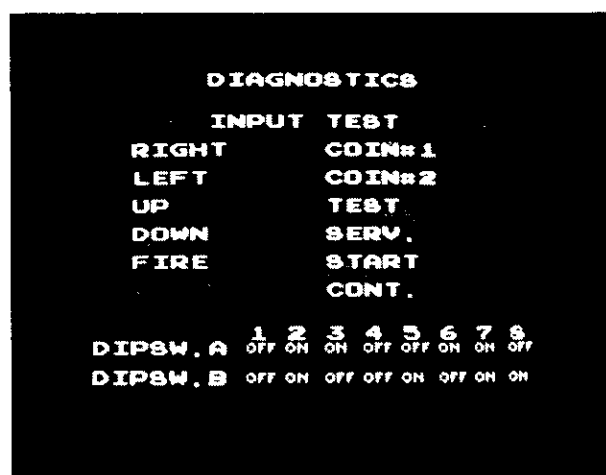 DIAGNOSTICS
INPUT TEST
RIGHT COIN#1
LEFT COIN#2
UP TEST
DOWN SERV.
FIRE START
CONT.
1 2 3 4 5 6 7 8
DIPSW.A OFF ON ON OFF OFF ON ON OFF
DIPSW.B OFF ON OFF OFF ON OFF ON ON